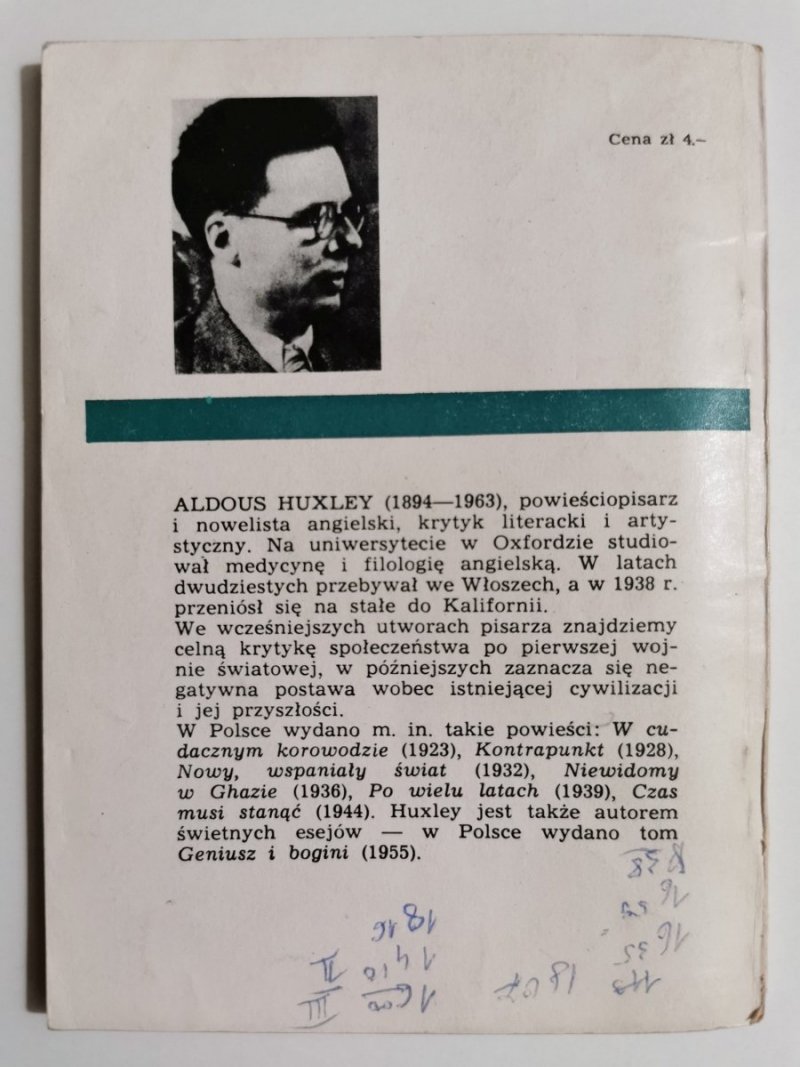 Cena zł 4.—
ALDOUS HUXLEY (1894—1963), powieściopisarz
i nowelista angielski, krytyk literacki i arty-
styczny. Na uniwersytecie w Oxfordzie studio-
wał medycynę i filologię angielską. W latach
dwudziestych przebywał we Włoszech, a w 1938 r.
przeniósł się na stałe do Kalifornii.
We wcześniejszych utworach pisarza znajdziemy
celną krytykę społeczeństwa po pierwszej woj-
nie światowej, w późniejszych zaznacza się ne-
gatywna postawa wobec istniejącej cywilizacji
i jej przyszłości.
W Polsce wydano m. in. takie powieści: W cu-
dacznym korowodzie (1923), Kontrapunkt (1928),
Nowy, wspaniały świat (1932), Niewidomy
w Ghazie (1936), Po wielu latach (1939), Czas
musi stanąć (1944). Huxley jest także autorem
świetnych esejów — w Polsce wydano tom
Geniusz i bogini (1955).